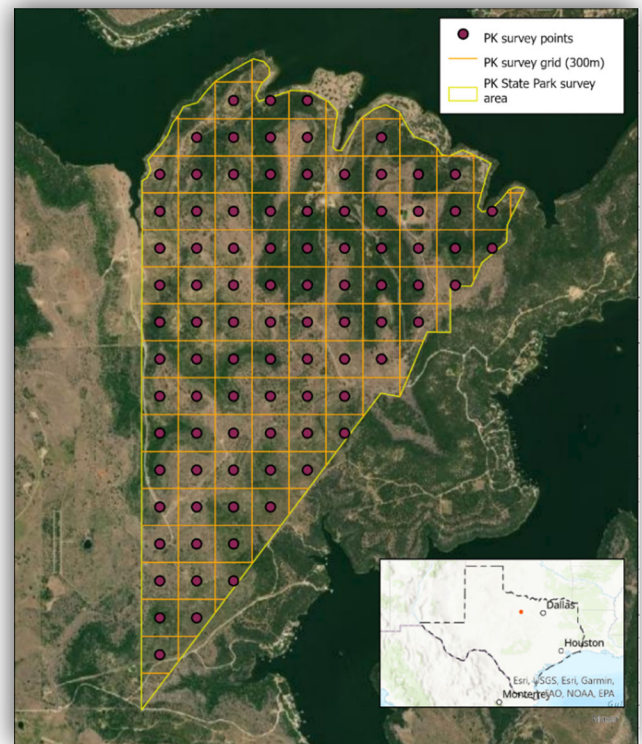 PK survey points
PK survey grid (300m)
PK State Park survey
area
Dallas
Houston
Esri, USGS, Esri, Garmin,
FAO, NOAA, EPA
Monterrey